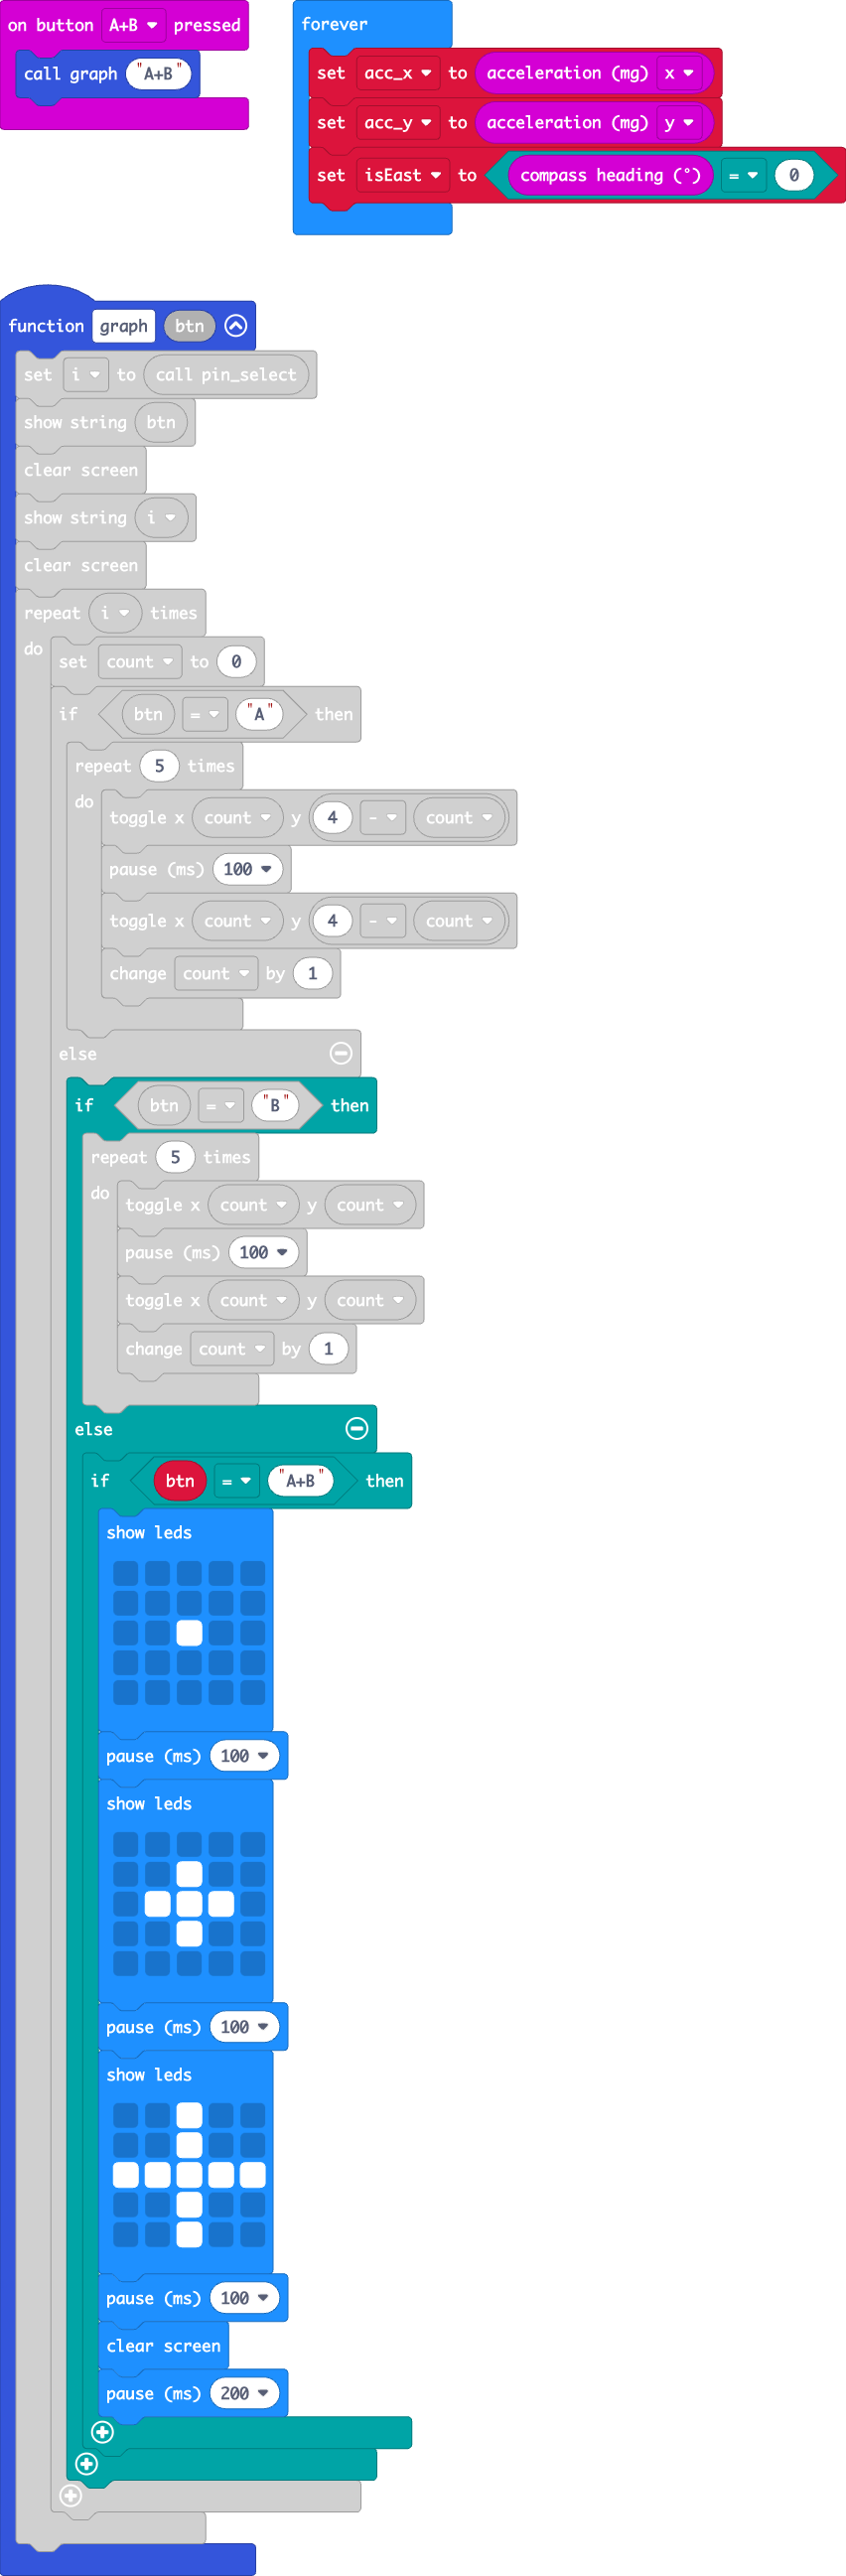 on button A+B pressed
call graph "A+B"
forever
set acc_x to acceleration (mg) x
set acc_y to acceleration (mg) y
set isEast to compass heading (°) = 0
function graph btn
set i to call pin_select
show string btn
clear screen
show string i
clear screen
repeat i times
do
set count to 0
if btn = "A" then
repeat 5 times
do
toggle x count y 4 - count
pause (ms) 100
toggle x count y 4 - count
change count by 1
else
if btn = "B" then
repeat 5 times
do
toggle x count y count
pause (ms) 100
toggle x count y count
change count by 1
else
if btn = "A+B" then
show leds
pause (ms) 100
show leds
pause (ms) 100
show leds
pause (ms) 100
clear screen
pause (ms) 200